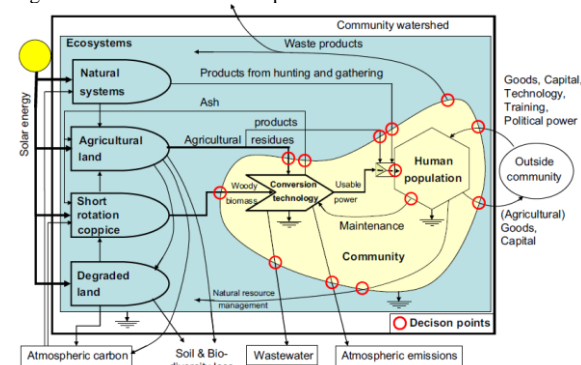 Community watershed
Ecosystems
Waste products
Natural
systems
Products from hunting and gathering
Ash
products
Agricultural residues
Agricultural
land
Solar energy
Short
rotation
coppice
Woody
biomass
Conversion
technology
Usable
power
Human
population
Maintenance
Community
Degraded
land
Natural resource
management
Goods, Capital,
Technology,
Training,
Political power
Outside
community
(Agricultural)
Goods,
Capital
Decison points
Atmospheric carbon
Soil & Bio-
Wastewater
Atmospheric emissions